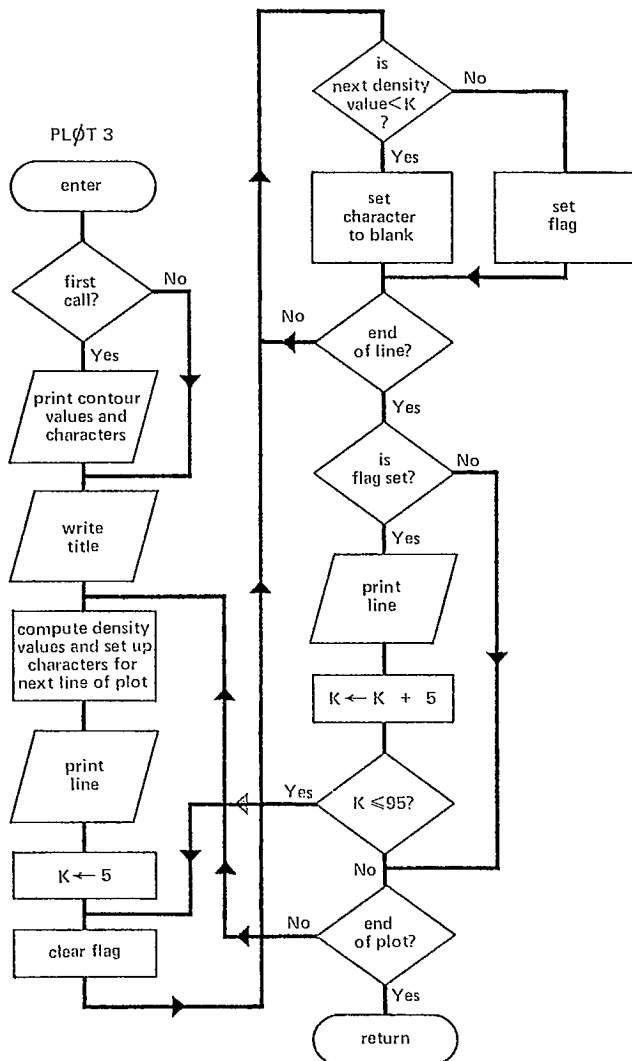 PLØT 3
enter
first
call?
No
Yes
print contour
values and
characters
write
title
compute density
values and set up
characters for
next line of plot
print
line
K ← 5
clear flag
is
next density
value<K
?
No
Yes
set
character
to blank
set
flag
No
end
of line?
Yes
is
flag set?
No
Yes
print
line
K ← K + 5
Yes
K ≤95?
No
No
end
of plot?
Yes
return